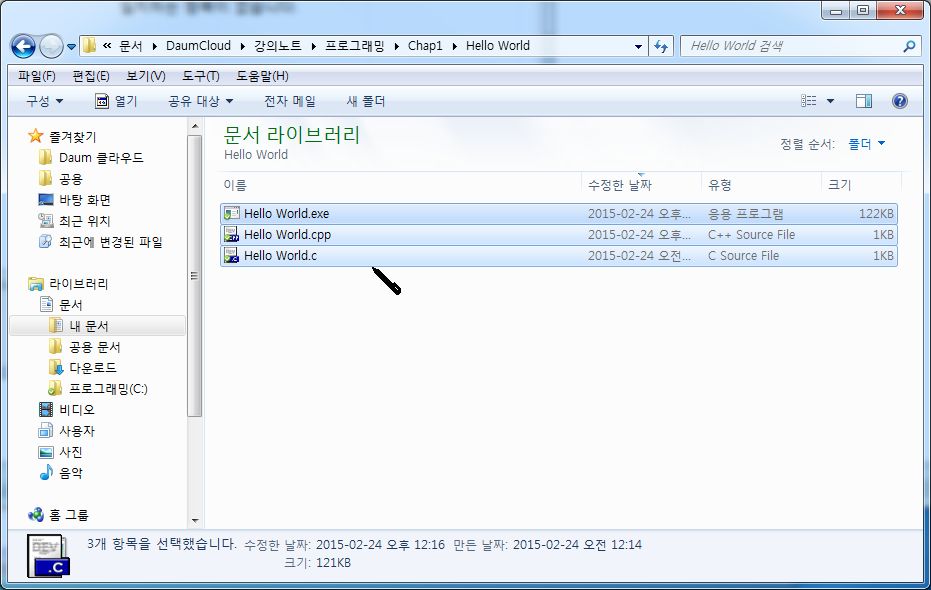 « 문서 ▸ DaumCloud ▸ 강의노트 ▸ 프로그래밍 ▸ Chap1 ▸ Hello World
Hello World 검색
파일(F) 편집(E) 보기(V) 도구(T) 도움말(H)
구성 열기 공유 대상 전자 메일 새 폴더
즐겨찾기
Daum 클라우드
공용
바탕 화면
최근 위치
최근에 변경된 파일
라이브러리
문서
내 문서
공용 문서
다운로드
프로그래밍(C:)
비디오
사용자
사진
음악
홈 그룹
문서 라이브러리
Hello World
정렬 순서: 폴더
이름 수정한 날짜 유형 크기
Hello World.exe 2015-02-24 오후... 응용 프로그램 122KB
Hello World.cpp 2015-02-24 오후... C++ Source File 1KB
Hello World.c 2015-02-24 오전... C Source File 1KB
DEV
.C
3개 항목을 선택했습니다. 수정한 날짜: 2015-02-24 오후 12:16 만든 날짜: 2015-02-24 오전 12:14
크기: 121KB